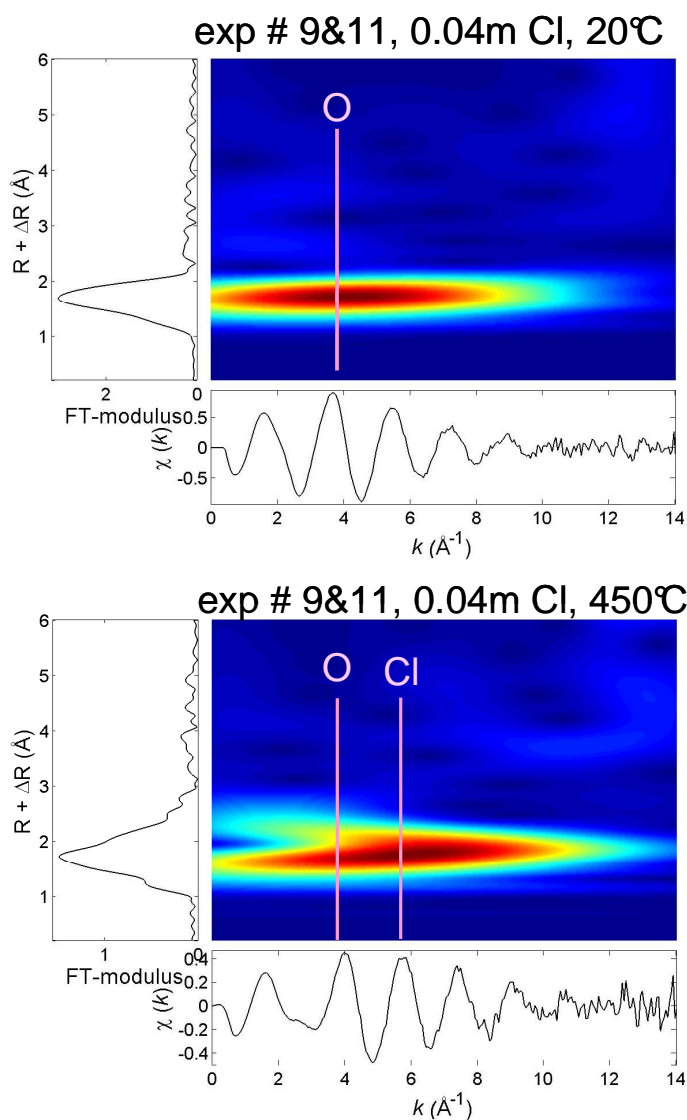 exp # 9&11, 0.04m Cl, 20°C
6
5
4
3
2
1
R + ΔR (Å)
O
2 0
FT-modulus
0.5
0
-0.5
χ (k)
0 2 4 6 8 10 12 14
k (Å⁻¹)
exp # 9&11, 0.04m Cl, 450°C
6
5
4
3
2
1
R + ΔR (Å)
O Cl
1 0
FT-modulus
0.4
0.2
0
-0.2
-0.4
χ (k)
0 2 4 6 8 10 12 14
k (Å⁻¹)